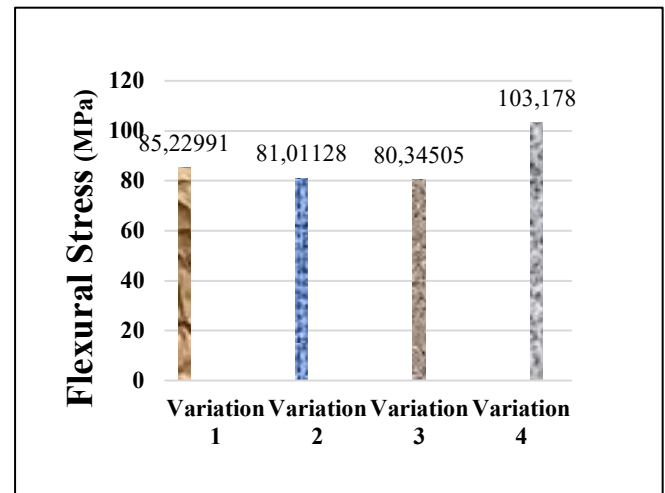 Flexural Stress (MPa)
120
100
80
60
40
20
0
85,22991
81,01128
80,34505
103,178
Variation 1
Variation 2
Variation 3
Variation 4